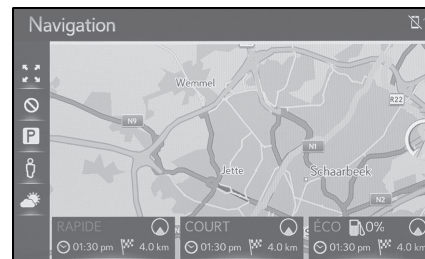 Navigation
Wemmel
R22
N9
P
N1
Jette
Schaarbeek
N2
RAPIDE
COURT
ÉCO 0%
01:30 pm 4.0 km
01:30 pm 4.0 km
01:30 pm 4.0 km